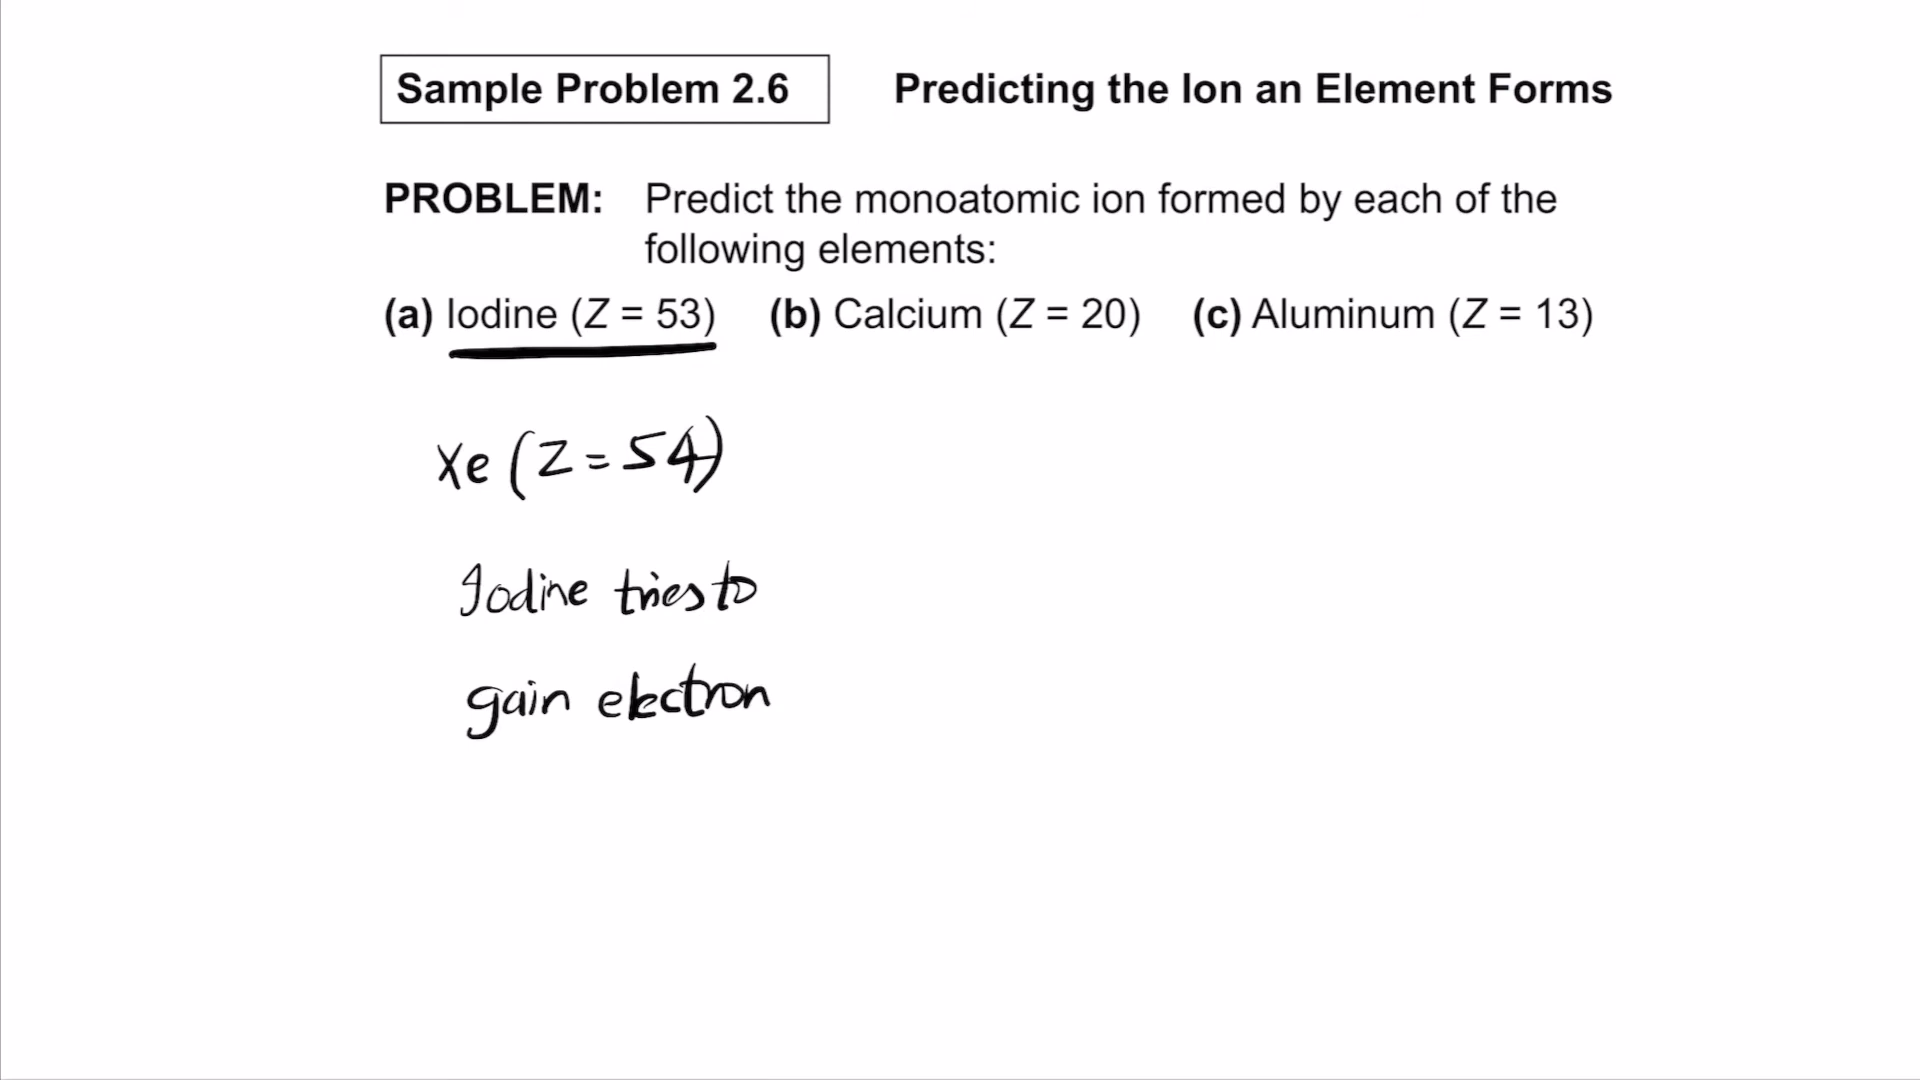 Sample Problem 2.6 Predicting the Ion an Element Forms
PROBLEM: Predict the monoatomic ion formed by each of the
following elements:
(a) Iodine (Z = 53) (b) Calcium (Z = 20) (c) Aluminum (Z = 13)
Xe (Z = 54)
Iodine tries to
gain electron